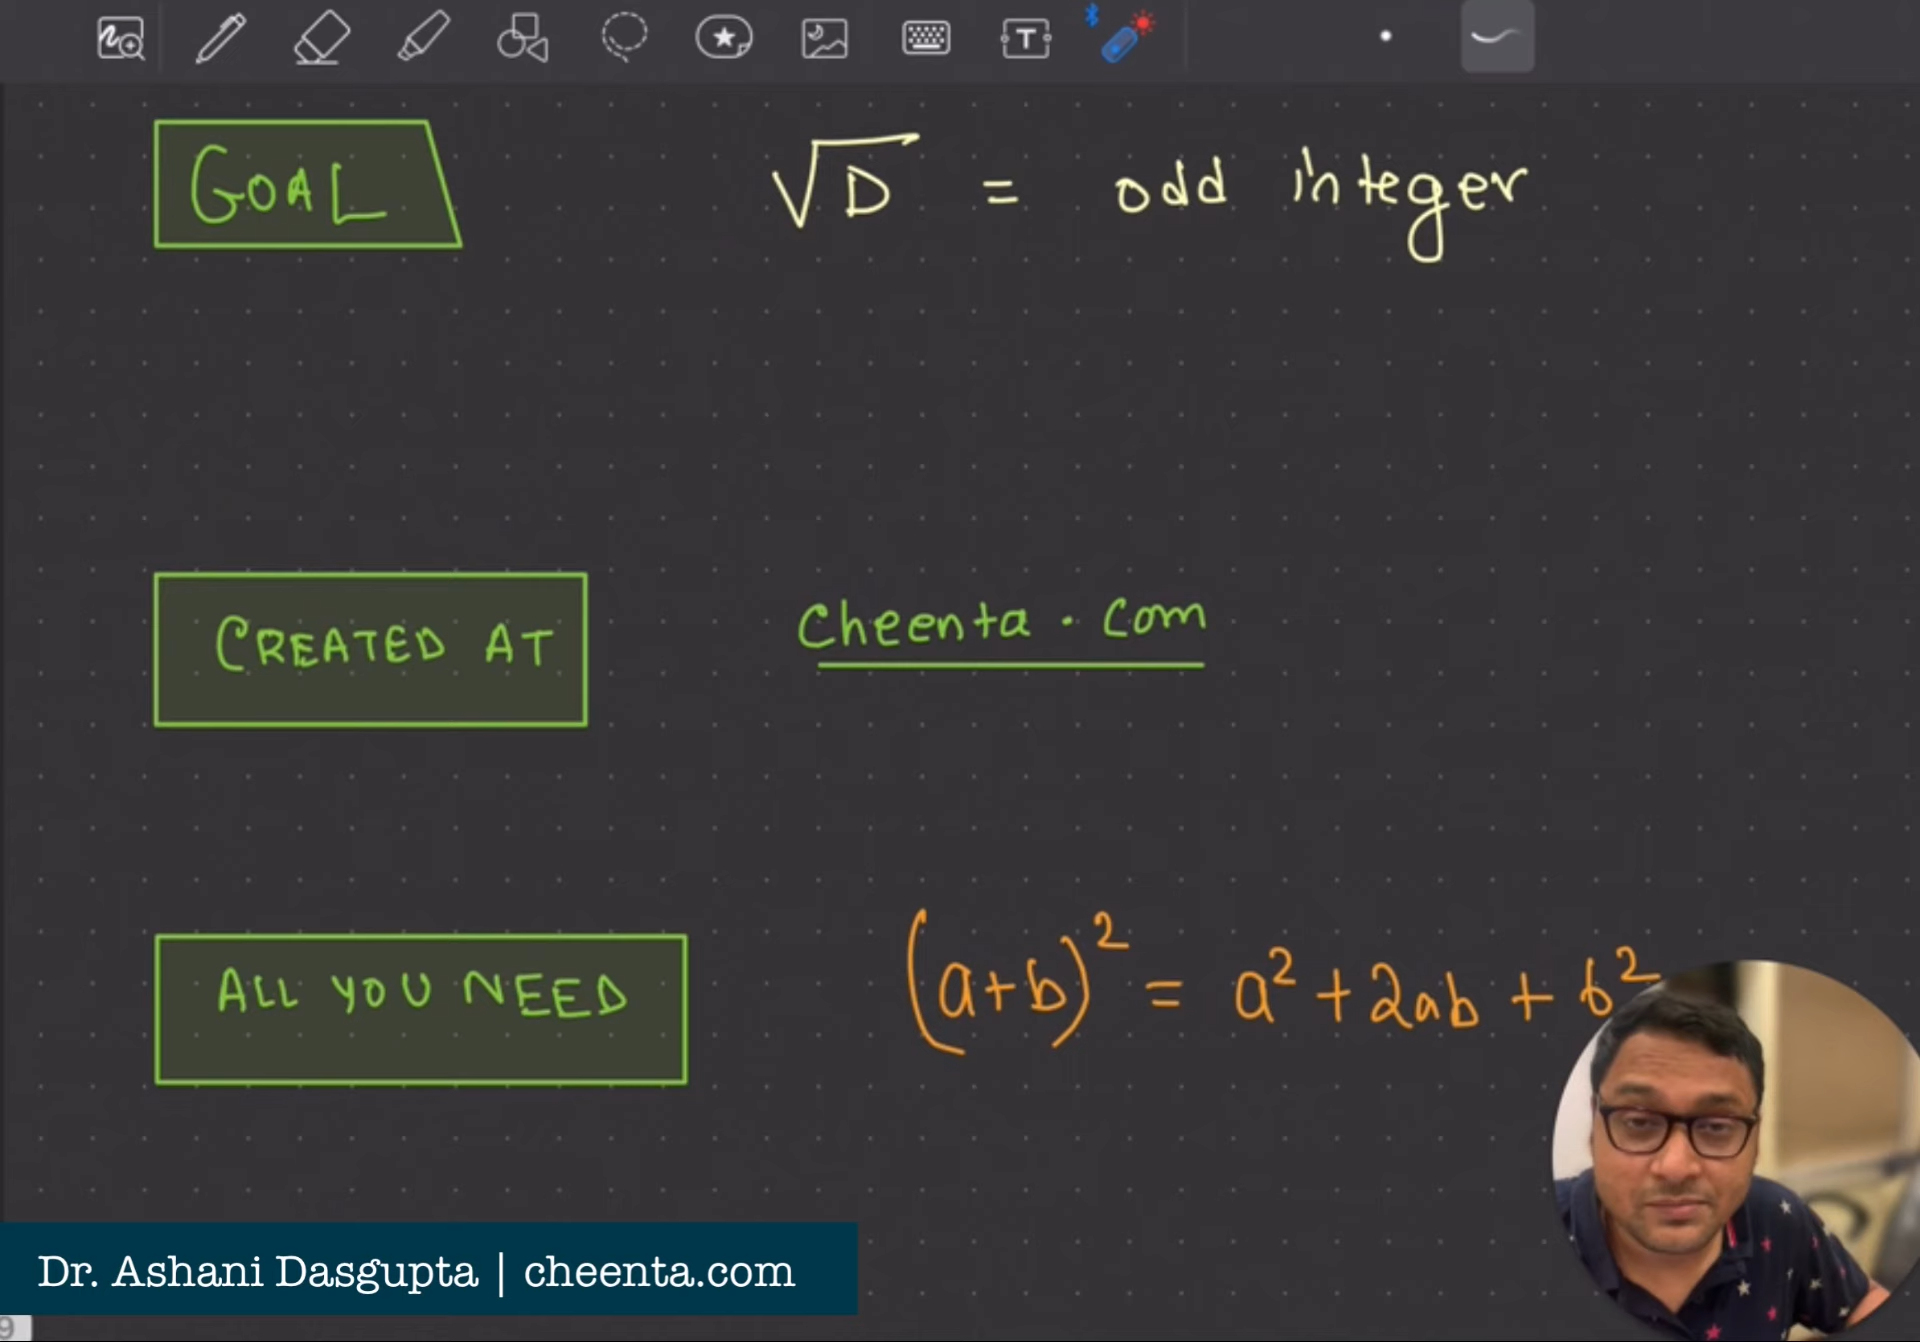 GOAL
√D = odd integer
CREATED AT
Cheenta . Com
ALL YOU NEED
(a+b)² = a² + 2ab + b²
Dr. Ashani Dasgupta | cheenta.com
9